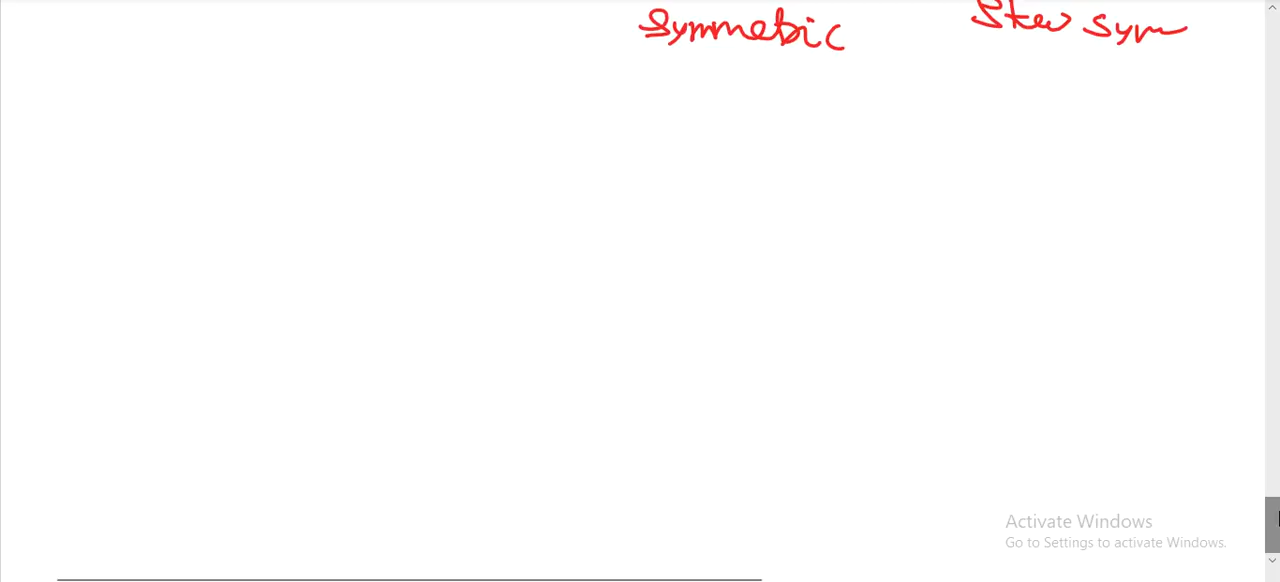 Symmetric
Skew Sym
Activate Windows
Go to Settings to activate Windows.